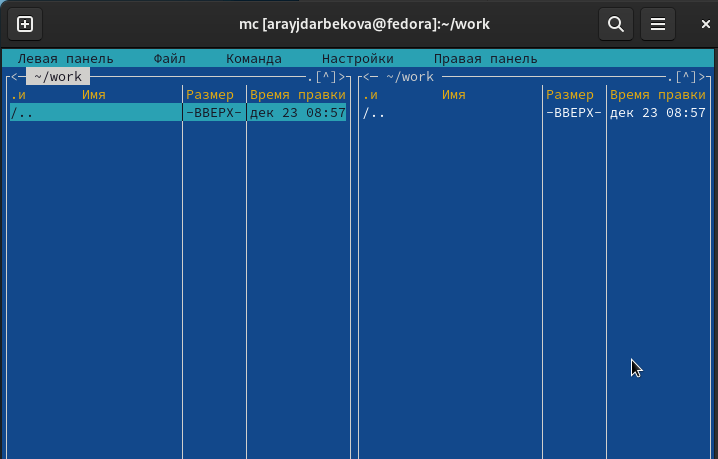 mc [arayjdarbekova@fedora]:~/work
Левая панель Файл Команда Настройки Правая панель
<— ~/work .[^]> <— ~/work .[^]>
.и Имя Размер Время правки .и Имя Размер Время правки
/.. -ВВЕРХ- дек 23 08:57 /.. -ВВЕРХ- дек 23 08:57